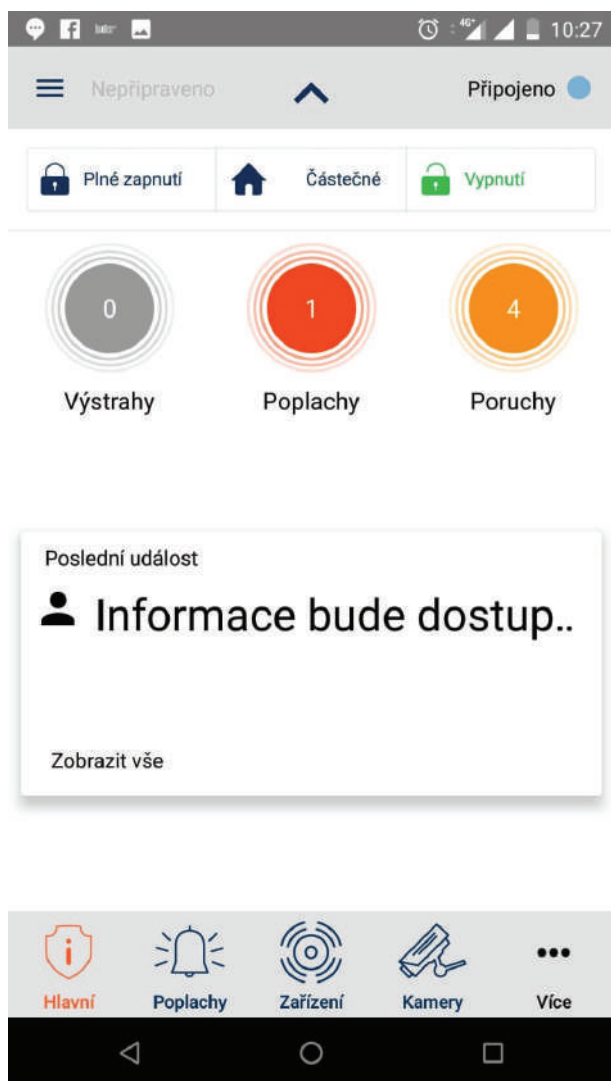 4G+ 10:27
Nepřipraveno Připojeno
Plné zapnutí Částečné Vypnutí
0 1 4
Výstrahy Poplachy Poruchy
Poslední událost
Informace bude dostup..
Zobrazit vše
Hlavní Poplachy Zařízení Kamery Více